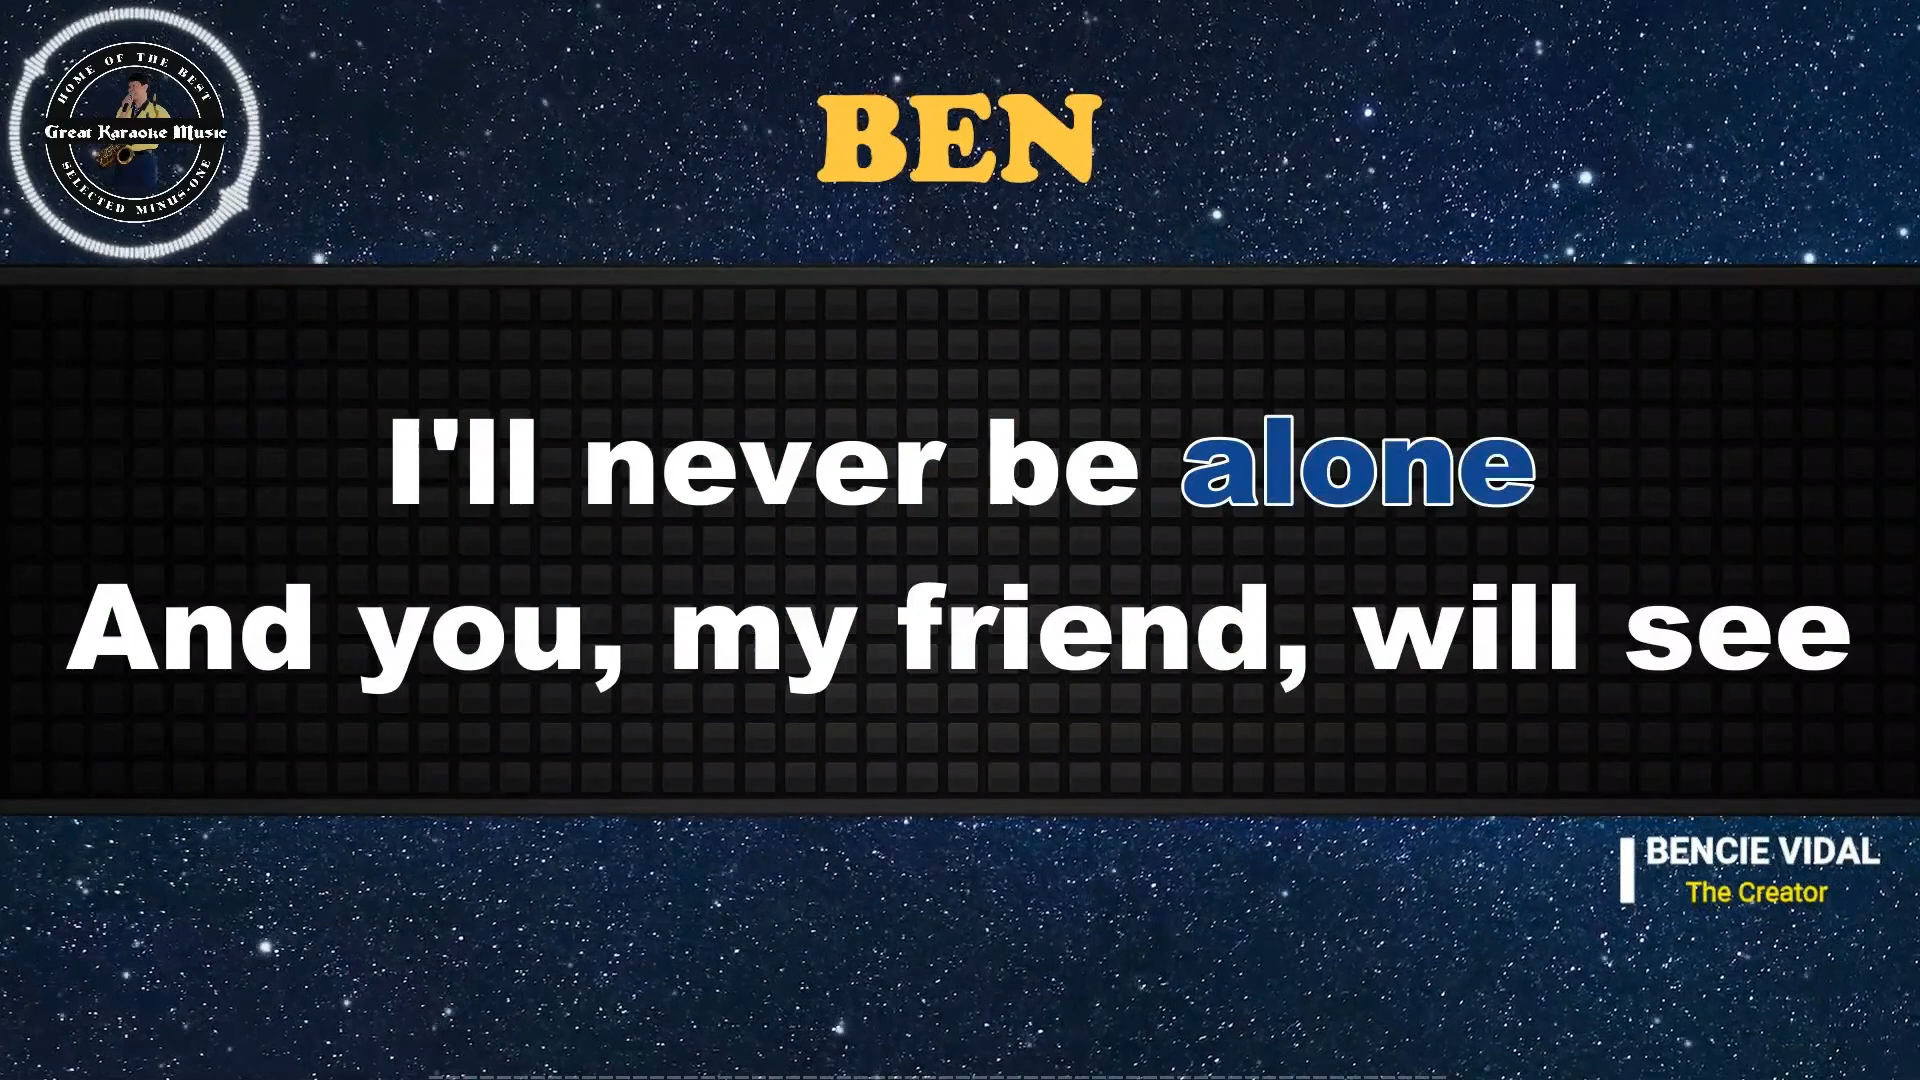 HOME OF THE BEST
Great Karaoke Music
SELECTED MINUS-ONE
BEN
I'll never be alone
And you, my friend, will see
BENCIE VIDAL
The Creator